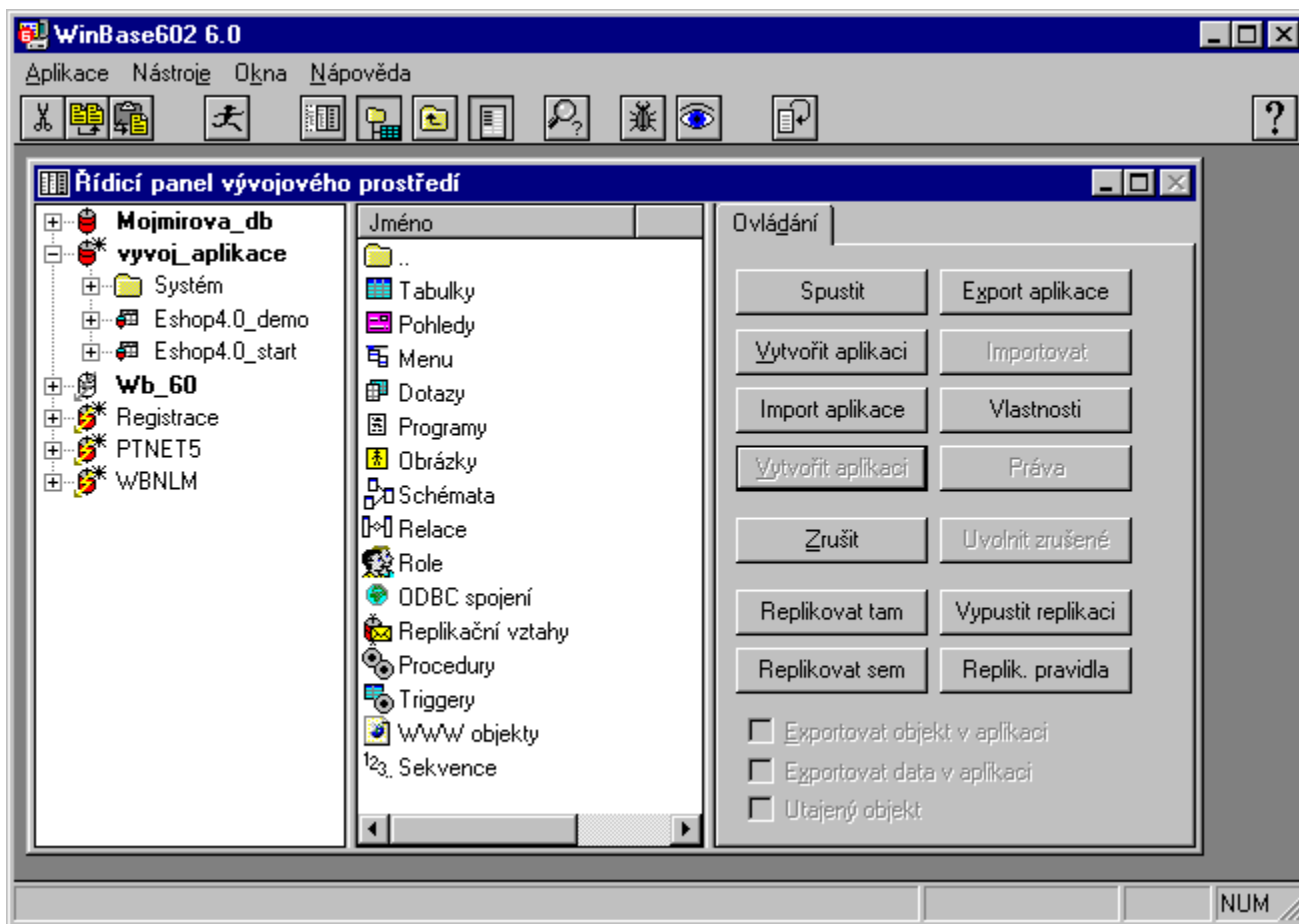 WinBase602 6.0
Aplikace Nástroje Okna Nápověda
Řídicí panel vývojového prostředí
Mojmirova_db
vyvoj_aplikace
Systém
Eshop4.0_demo
Eshop4.0_start
Wb_60
Registrace
PTNET5
WBNLM
Jméno
..
Tabulky
Pohledy
Menu
Dotazy
Programy
Obrázky
Schémata
Relace
Role
ODBC spojení
Replikační vztahy
Procedury
Triggery
WWW objekty
Sekvence
Ovládání
Spustit Export aplikace
Vytvořit aplikaci Importovat
Import aplikace Vlastnosti
Vytvořit aplikaci Práva
Zrušit Uvolnit zrušené
Replikovat tam Vypustit replikaci
Replikovat sem Replik. pravidla
Exportovat objekt v aplikaci
Exportovat data v aplikaci
Utajený objekt
NUM